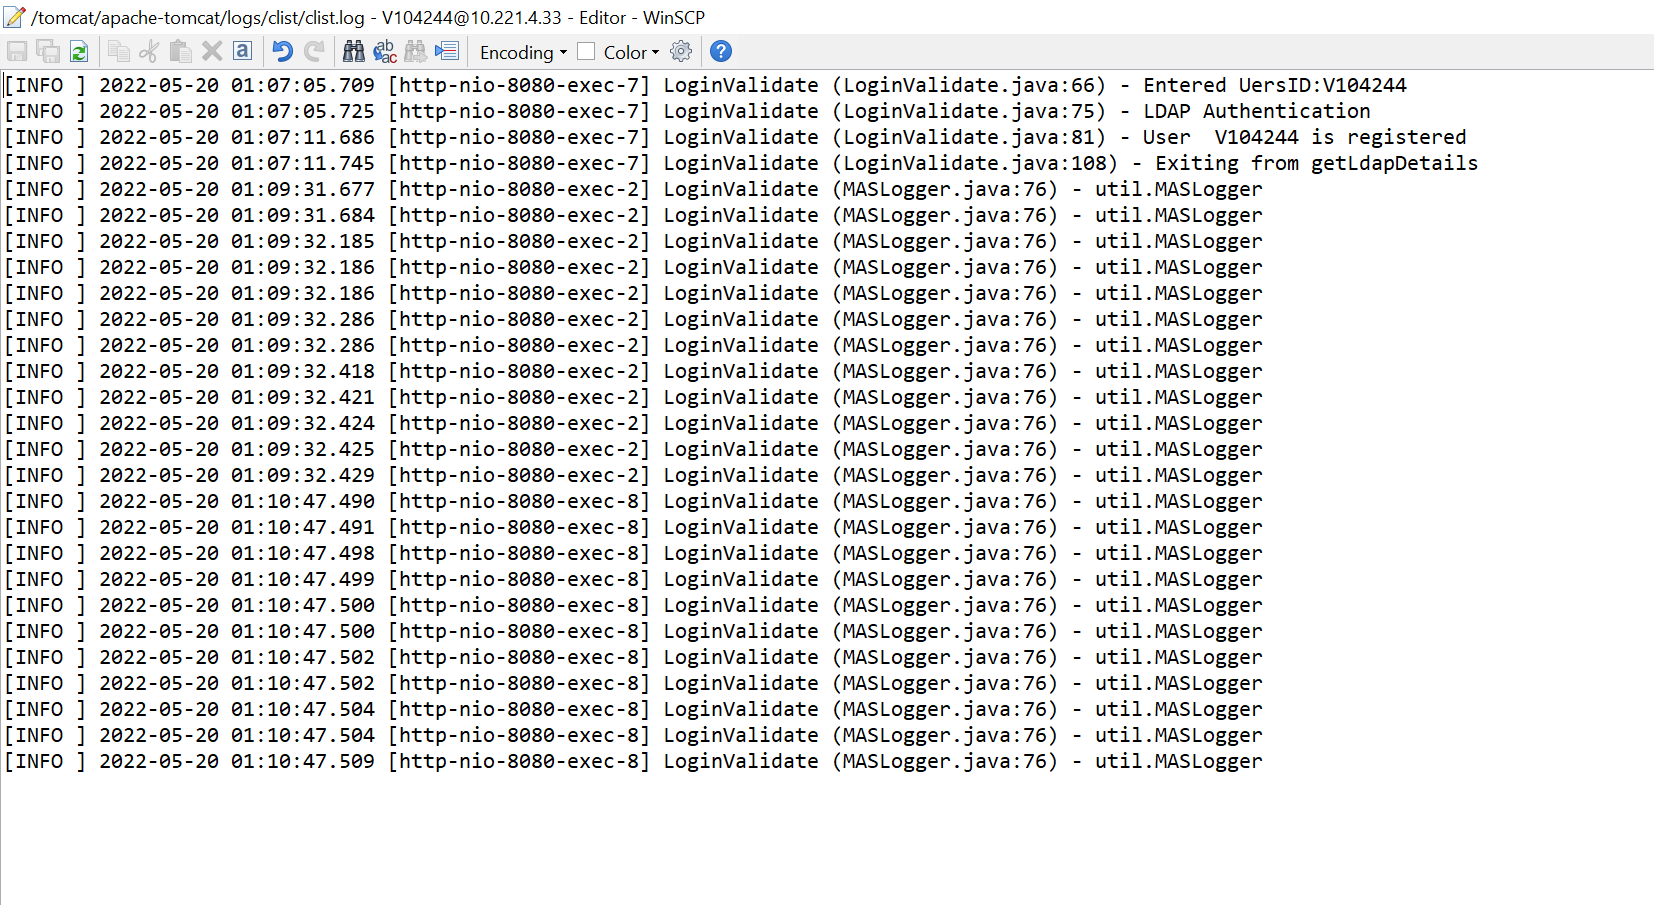 /tomcat/apache-tomcat/logs/clist/clist.log - V104244@10.221.4.33 - Editor - WinSCP
Encoding Color
[INFO ] 2022-05-20 01:07:05.709 [http-nio-8080-exec-7] LoginValidate (LoginValidate.java:66) - Entered UersID:V104244
[INFO ] 2022-05-20 01:07:05.725 [http-nio-8080-exec-7] LoginValidate (LoginValidate.java:75) - LDAP Authentication
[INFO ] 2022-05-20 01:07:11.686 [http-nio-8080-exec-7] LoginValidate (LoginValidate.java:81) - User  V104244 is registered
[INFO ] 2022-05-20 01:07:11.745 [http-nio-8080-exec-7] LoginValidate (LoginValidate.java:108) - Exiting from getLdapDetails
[INFO ] 2022-05-20 01:09:31.677 [http-nio-8080-exec-2] LoginValidate (MASLogger.java:76) - util.MASLogger
[INFO ] 2022-05-20 01:09:31.684 [http-nio-8080-exec-2] LoginValidate (MASLogger.java:76) - util.MASLogger
[INFO ] 2022-05-20 01:09:32.185 [http-nio-8080-exec-2] LoginValidate (MASLogger.java:76) - util.MASLogger
[INFO ] 2022-05-20 01:09:32.186 [http-nio-8080-exec-2] LoginValidate (MASLogger.java:76) - util.MASLogger
[INFO ] 2022-05-20 01:09:32.186 [http-nio-8080-exec-2] LoginValidate (MASLogger.java:76) - util.MASLogger
[INFO ] 2022-05-20 01:09:32.286 [http-nio-8080-exec-2] LoginValidate (MASLogger.java:76) - util.MASLogger
[INFO ] 2022-05-20 01:09:32.286 [http-nio-8080-exec-2] LoginValidate (MASLogger.java:76) - util.MASLogger
[INFO ] 2022-05-20 01:09:32.418 [http-nio-8080-exec-2] LoginValidate (MASLogger.java:76) - util.MASLogger
[INFO ] 2022-05-20 01:09:32.421 [http-nio-8080-exec-2] LoginValidate (MASLogger.java:76) - util.MASLogger
[INFO ] 2022-05-20 01:09:32.424 [http-nio-8080-exec-2] LoginValidate (MASLogger.java:76) - util.MASLogger
[INFO ] 2022-05-20 01:09:32.425 [http-nio-8080-exec-2] LoginValidate (MASLogger.java:76) - util.MASLogger
[INFO ] 2022-05-20 01:09:32.429 [http-nio-8080-exec-2] LoginValidate (MASLogger.java:76) - util.MASLogger
[INFO ] 2022-05-20 01:10:47.490 [http-nio-8080-exec-8] LoginValidate (MASLogger.java:76) - util.MASLogger
[INFO ] 2022-05-20 01:10:47.491 [http-nio-8080-exec-8] LoginValidate (MASLogger.java:76) - util.MASLogger
[INFO ] 2022-05-20 01:10:47.498 [http-nio-8080-exec-8] LoginValidate (MASLogger.java:76) - util.MASLogger
[INFO ] 2022-05-20 01:10:47.499 [http-nio-8080-exec-8] LoginValidate (MASLogger.java:76) - util.MASLogger
[INFO ] 2022-05-20 01:10:47.500 [http-nio-8080-exec-8] LoginValidate (MASLogger.java:76) - util.MASLogger
[INFO ] 2022-05-20 01:10:47.500 [http-nio-8080-exec-8] LoginValidate (MASLogger.java:76) - util.MASLogger
[INFO ] 2022-05-20 01:10:47.502 [http-nio-8080-exec-8] LoginValidate (MASLogger.java:76) - util.MASLogger
[INFO ] 2022-05-20 01:10:47.502 [http-nio-8080-exec-8] LoginValidate (MASLogger.java:76) - util.MASLogger
[INFO ] 2022-05-20 01:10:47.504 [http-nio-8080-exec-8] LoginValidate (MASLogger.java:76) - util.MASLogger
[INFO ] 2022-05-20 01:10:47.504 [http-nio-8080-exec-8] LoginValidate (MASLogger.java:76) - util.MASLogger
[INFO ] 2022-05-20 01:10:47.509 [http-nio-8080-exec-8] LoginValidate (MASLogger.java:76) - util.MASLogger